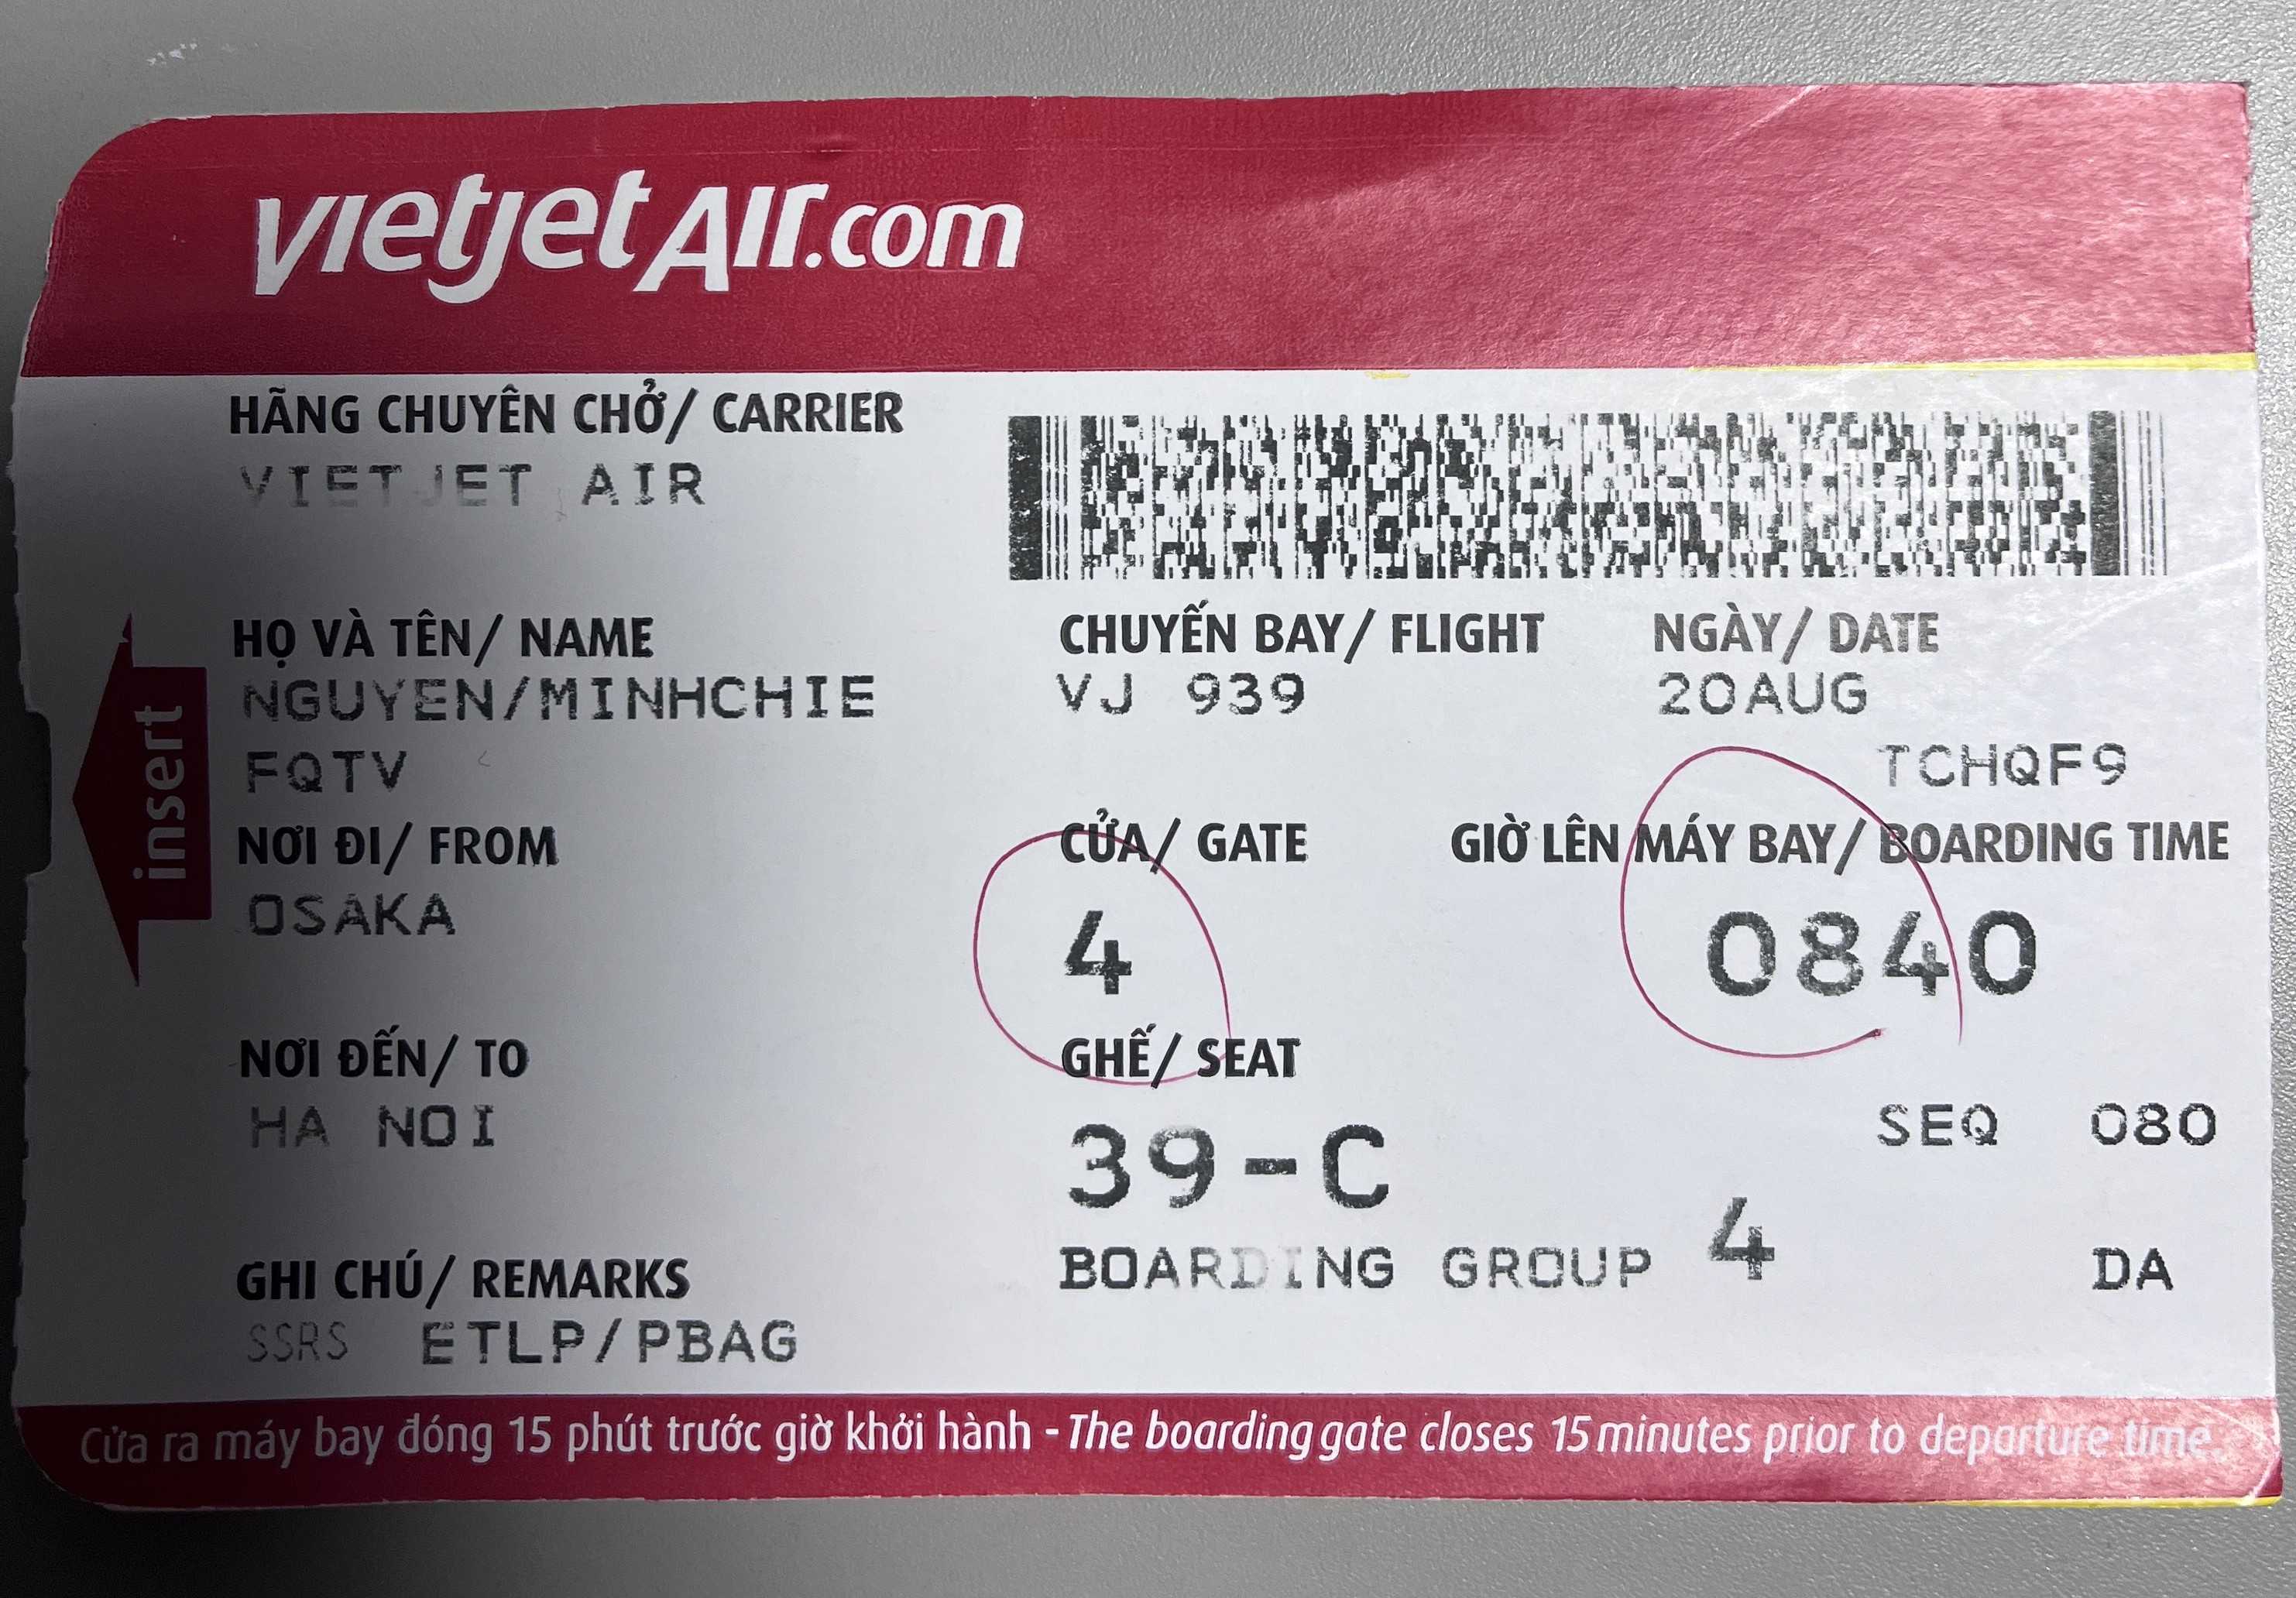 vietjetAir.com
HÃNG CHUYÊN CHỞ/ CARRIER
VIETJET AIR
HỌ VÀ TÊN/ NAME
NGUYEN/MINHCHIE
FQTV
CHUYẾN BAY/ FLIGHT
VJ 939
NGÀY/ DATE
20AUG
TCHQF9
insert
NƠI ĐI/ FROM
OSAKA
CỬA/ GATE
4
GIỜ LÊN MÁY BAY/ BOARDING TIME
0840
NƠI ĐẾN/ TO
HA NOI
GHẾ/ SEAT
39-C
SEQ 080
BOARDING GROUP 4
DA
GHI CHÚ/ REMARKS
SSRS ETLP/PBAG
Cửa ra máy bay đóng 15 phút trước giờ khởi hành - The boarding gate closes 15 minutes prior to departure time.